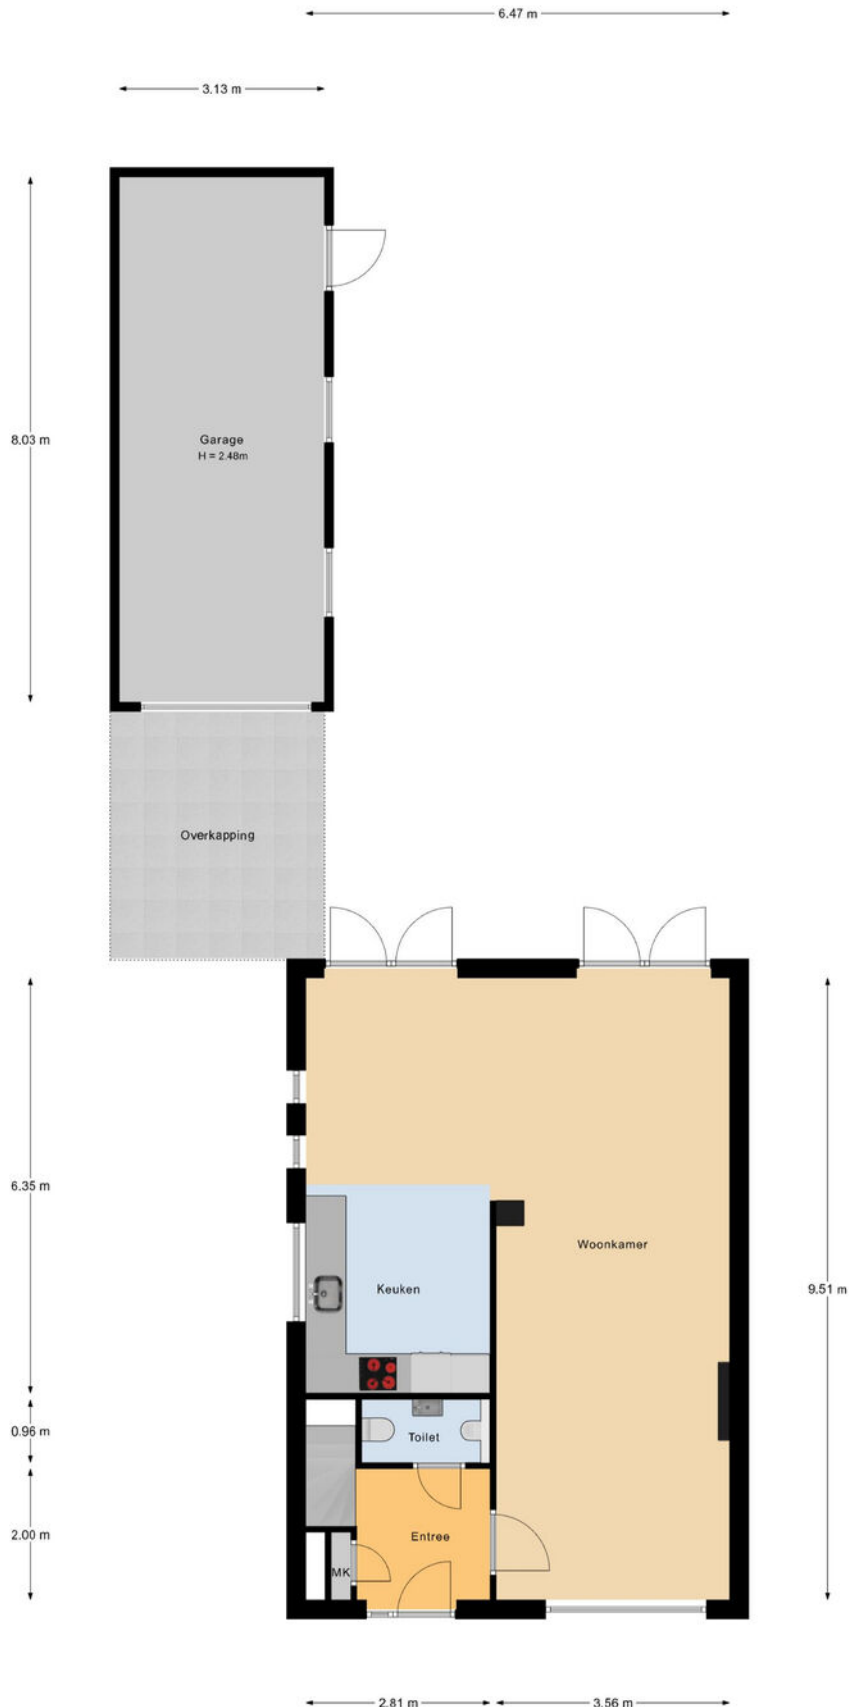 6.47 m
3.13 m
8.03 m
Garage
H = 2.48m
Overkapping
6.35 m
Woonkamer
Keuken
9.51 m
0.96 m
Toilet
2.00 m
Entree
MK
2.81 m
3.56 m